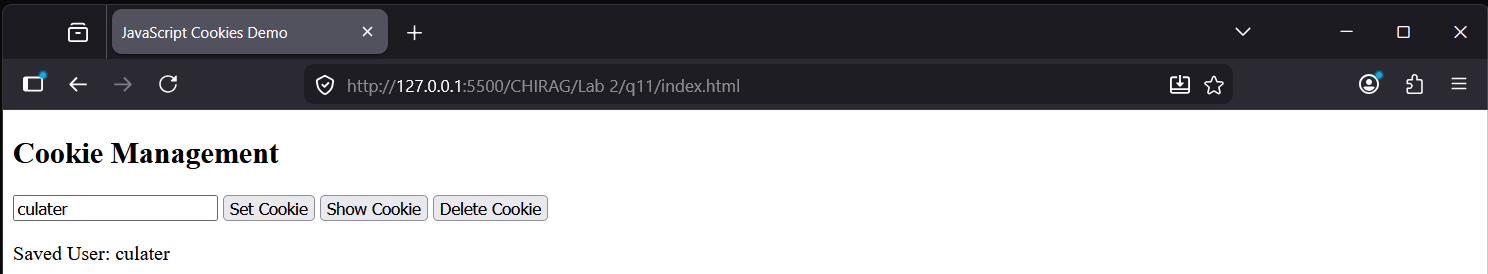 JavaScript Cookies Demo
http://127.0.0.1:5500/CHIRAG/Lab 2/q11/index.html
Cookie Management
culater Set Cookie Show Cookie Delete Cookie
Saved User: culater